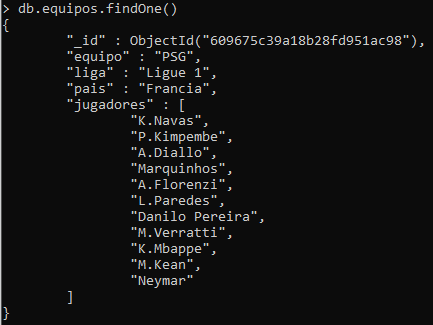 > db.equipos.findOne()
{
        "_id" : ObjectId("609675c39a18b28fd951ac98"),
        "equipo" : "PSG",
        "liga" : "Ligue 1",
        "pais" : "Francia",
        "jugadores" : [
                "K.Navas",
                "P.Kimpembe",
                "A.Diallo",
                "Marquinhos",
                "A.Florenzi",
                "L.Paredes",
                "Danilo Pereira",
                "M.Verratti",
                "K.Mbappe",
                "M.Kean",
                "Neymar"
        ]
}